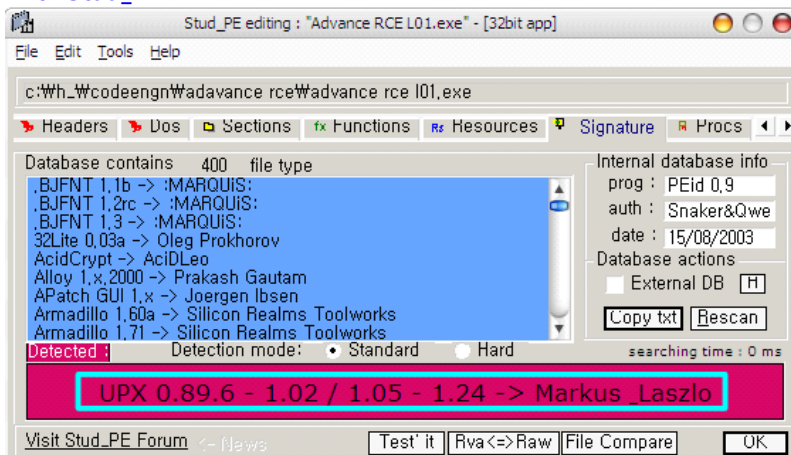 Stud_PE editing : "Advance RCE L01.exe" - [32bit app]
File Edit Tools Help
c:₩h_₩codeengn₩adavance rce₩advance rce l01,exe
Headers Dos Sections fx Functions Rs Resources Signature Procs
Database contains 400 file type
,BJFNT 1,1b -> :MARQUiS:
,BJFNT 1,2rc -> :MARQUiS:
,BJFNT 1,3 -> :MARQUiS:
32Lite 0,03a -> Oleg Prokhorov
AcidCrypt -> AciDLeo
Alloy 1,x,2000 -> Prakash Gautam
APatch GUI 1,x -> Joergen Ibsen
Armadillo 1,60a -> Silicon Realms Toolworks
Armadillo 1,71 -> Silicon Realms Toolworks
Internal database info
prog : PEid 0,9
auth : Snaker&Qwe
date : 15/08/2003
Database actions
External DB H
Copy txt Rescan
Detected : Detection mode: Standard Hard searching time : 0 ms
UPX 0.89.6 - 1.02 / 1.05 - 1.24 -> Markus _Laszlo
Visit Stud_PE Forum <- News Test' it Rva<=>Raw File Compare OK